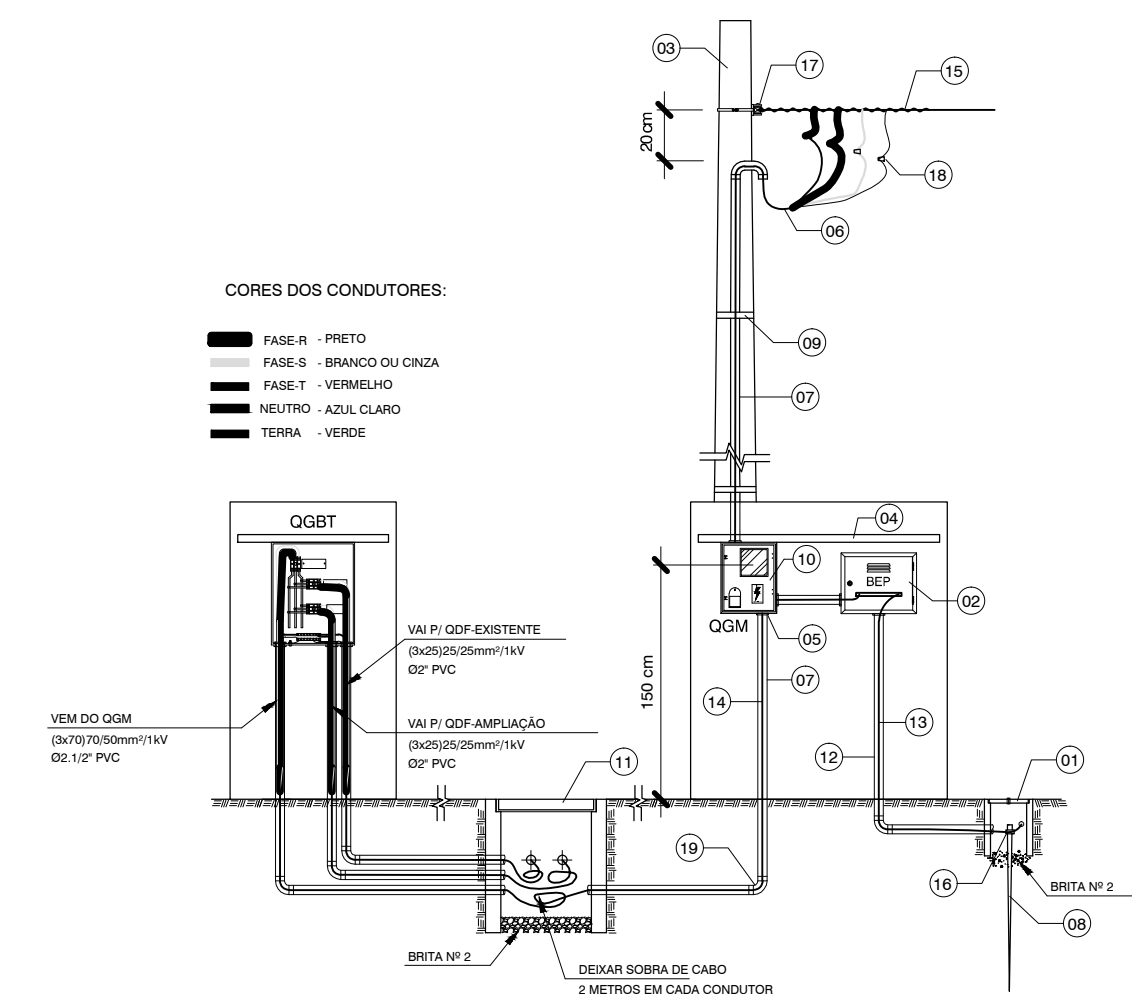 03
17
15
20cm
18
06
CORES DOS CONDUTORES:
FASE-R - PRETO
FASE-S - BRANCO OU CINZA
FASE-T - VERMELHO
NEUTRO - AZUL CLARO
TERRA - VERDE
09
07
QGBT
04
10
BEP
02
QGM
05
VAI P/ QDF-EXISTENTE
(3x25)25/25mm²/1kV
Ø2" PVC
150 cm
07
14
13
VEM DO QGM
(3x70)70/50mm²/1kV
Ø2.1/2" PVC
VAI P/ QDF-AMPLIAÇÃO
(3x25)25/25mm²/1kV
Ø2" PVC
12
11
01
19
16
BRITA Nº 2
08
BRITA Nº 2
DEIXAR SOBRA DE CABO
2 METROS EM CADA CONDUTOR